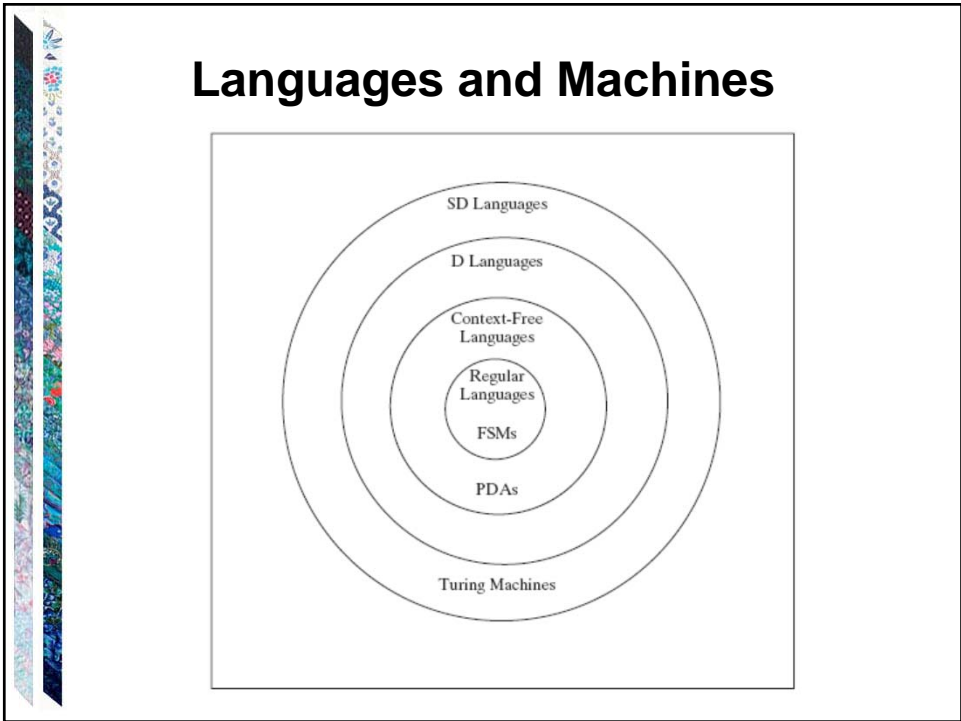 Languages and Machines
SD Languages
D Languages
Context-Free
Languages
Regular
Languages
FSMs
PDAs
Turing Machines